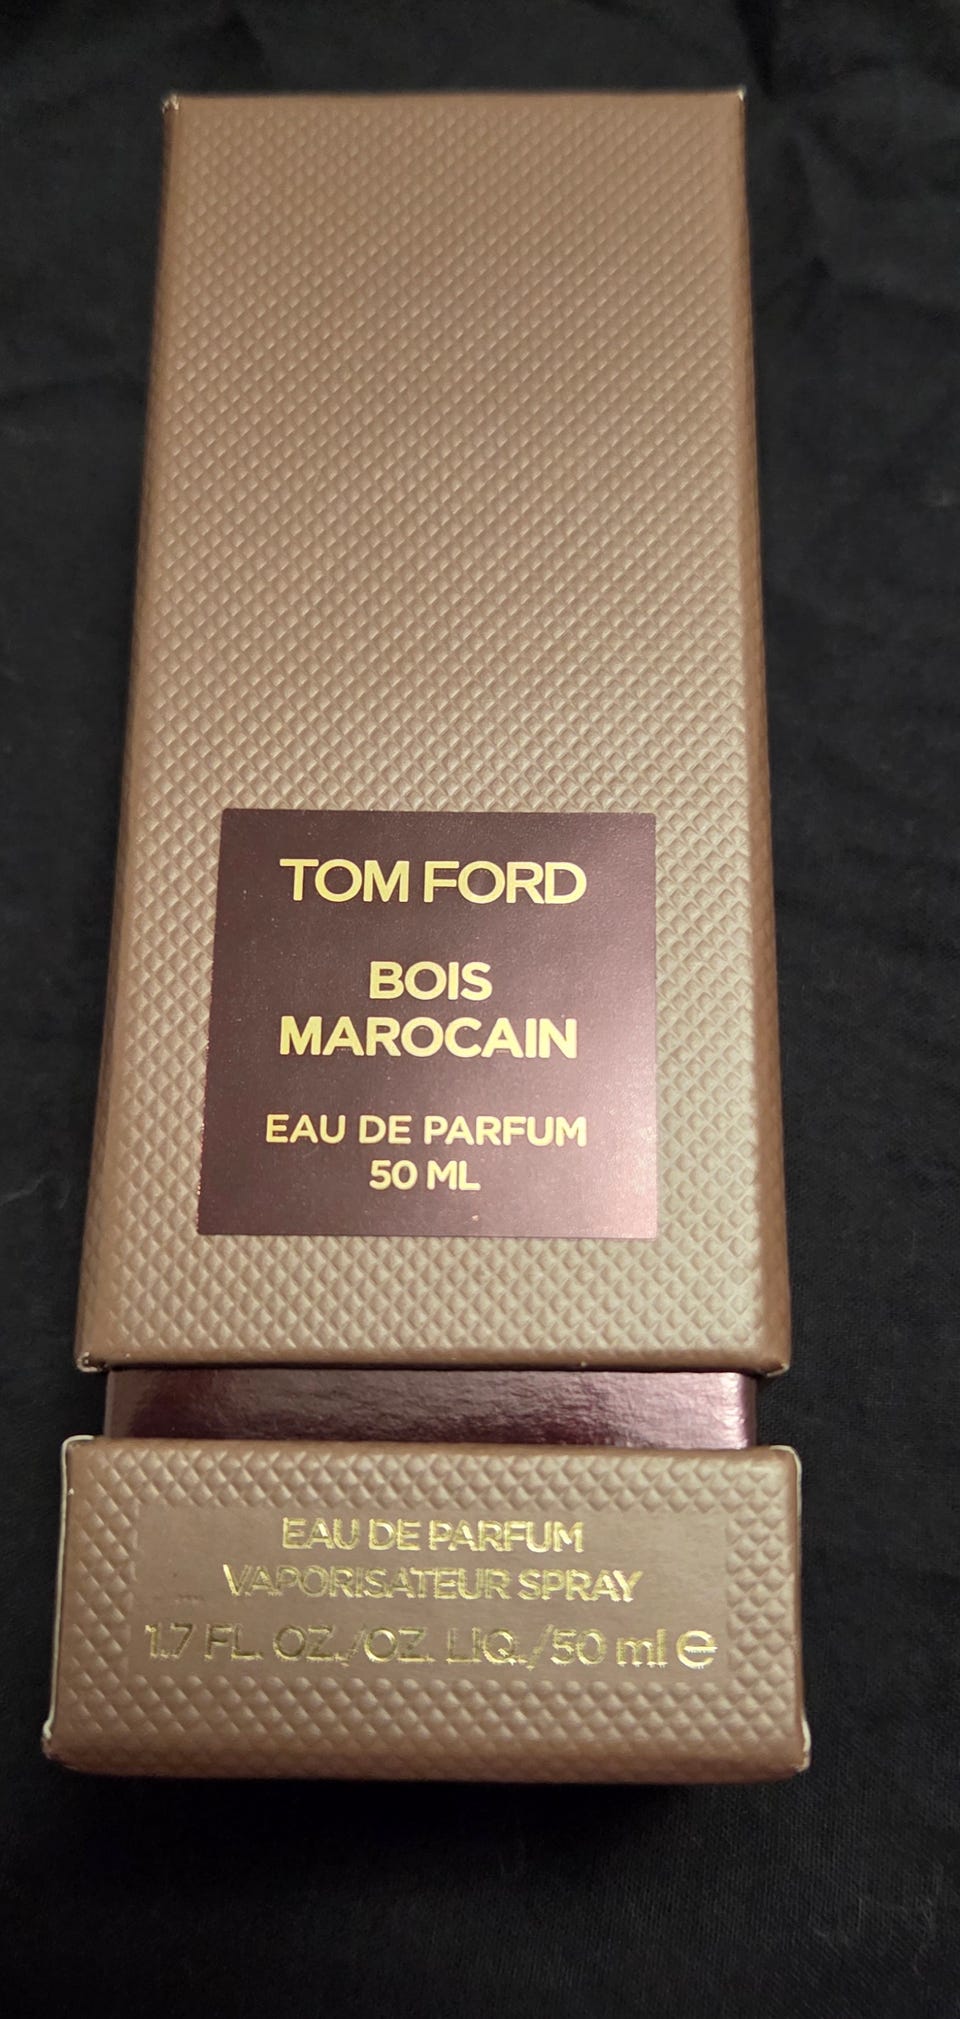 TOM FORD
BOIS
MAROCAIN
EAU DE PARFUM
50 ML
EAU DE PARFUM
VAPORISATEUR SPRAY
1.7 FL. OZ./OZ. LIQ./50 ml e